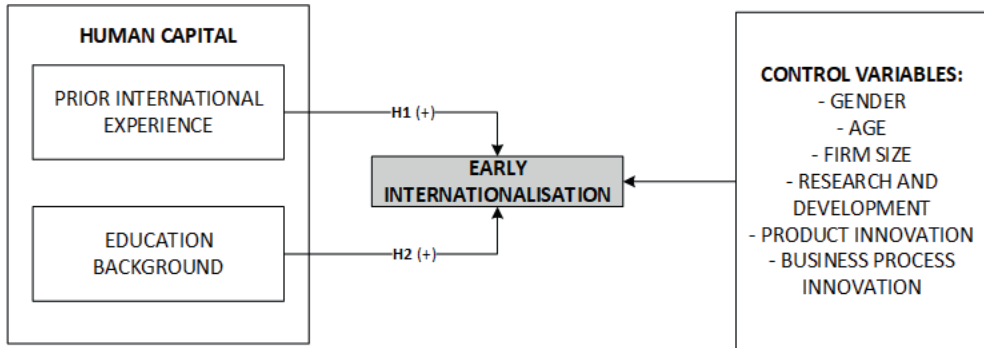 HUMAN CAPITAL
PRIOR INTERNATIONAL
EXPERIENCE
H1 (+)
EARLY
INTERNATIONALISATION
EDUCATION
BACKGROUND
H2 (+)
CONTROL VARIABLES:
- GENDER
- AGE
- FIRM SIZE
- RESEARCH AND
DEVELOPMENT
- PRODUCT INNOVATION
- BUSINESS PROCESS
INNOVATION